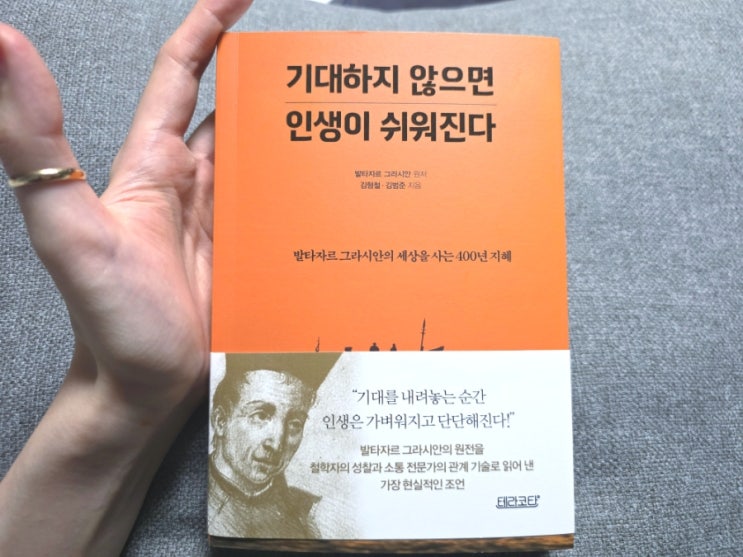 기대하지 않으면
인생이 쉬워진다
발타자르 그라시안 원저
김형철·김범준 지음
발타자르 그라시안의 세상을 사는 400년 지혜
“기대를 내려놓는 순간
인생은 가벼워지고 단단해진다!”
발타자르 그라시안의 원전을
철학자의 성찰과 소통 전문가의 관계 기술로 읽어 낸
가장 현실적인 조언
테라코타